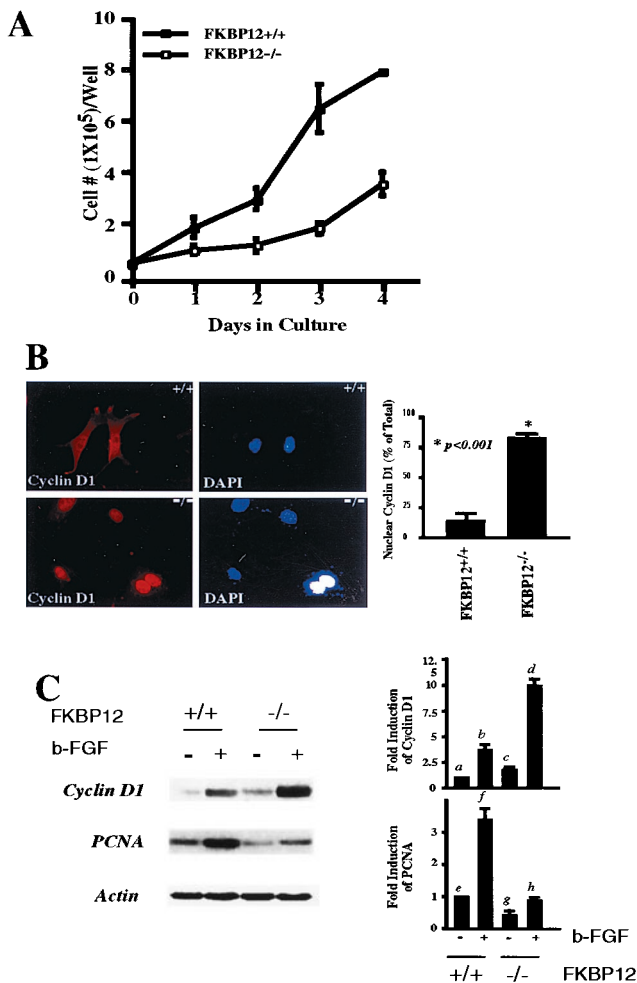 A
FKBP12+/+
FKBP12-/-
Cell # (1X10⁵)/Well
10
8
6
4
2
0
0 1 2 3 4
Days in Culture
B
+/+
Cyclin D1
+/+
DAPI
-/-
Cyclin D1
-/-
DAPI
Nuclear Cyclin D1 (% of Total)
100
75
50
25
0
* p<0.001
*
FKBP12+/+
FKBP12-/-
C
FKBP12 +/+ -/-
b-FGF - + - +
Cyclin D1
PCNA
Actin
Fold Induction of Cyclin D1
12.5
10
7.5
5
2.5
0
a b c d
Fold Induction of PCNA
3
2
1
0
e f g h
- + - + b-FGF
+/+ -/- FKBP12